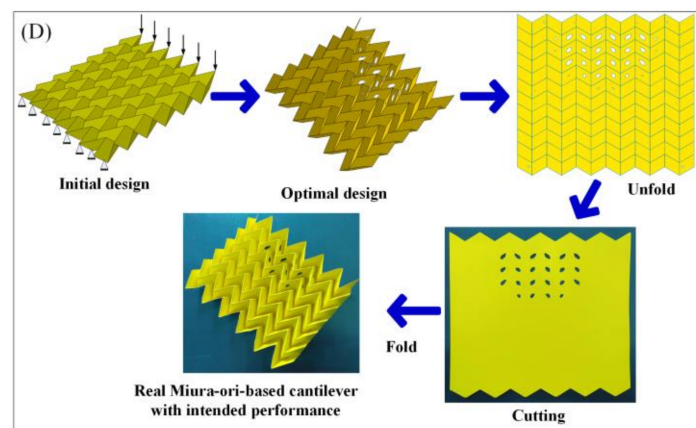 (D)
Initial design
Optimal design
Unfold
Cutting
Fold
Real Miura-ori-based cantilever
with intended performance